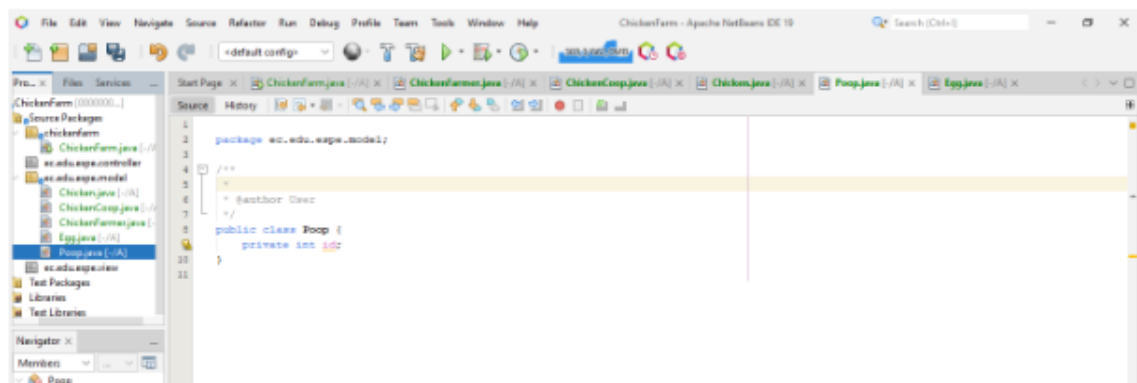 File Edit View Navigate Source Refactor Run Debug Profile Team Tools Window Help ChickenFarm - Apache NetBeans IDE 19 Search (Ctrl+I)
<default config>
Pro... × Files Services
Start Page × ChickenFarm.java [-/A] × ChickenFarmer.java [-/A] × ChickenCoop.java [-/A] × Chicken.java [-/A] × Poop.java [-/A] × Egg.java [-/A] ×
Source History
ChickenFarm
Source Packages
chickenfarm
ChickenFarm.java [-/A]
ec.edu.espe.controller
ec.edu.espe.model
Chicken.java [-/A]
ChickenCoop.java [-/A]
ChickenFarmer.java [-
Egg.java [-/A]
Poop.java [-/A]
ec.edu.espe.view
Test Packages
Libraries
Test Libraries
1
2 package ec.edu.espe.model;
3
4 /**
5 *
6 * @author User
7 */
8 public class Poop {
private int id;
10 }
11
Navigator ×
Members
Poop